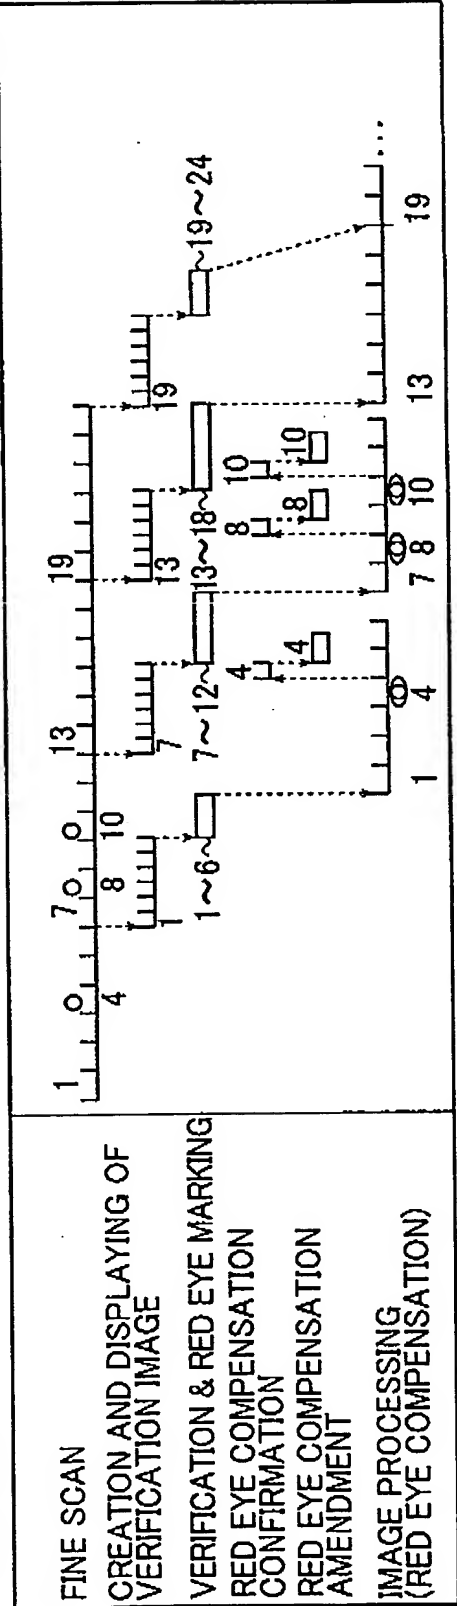 FINE SCAN
1 4 7 8 10 13 19
CREATION AND DISPLAYING OF
VERIFICATION IMAGE
1 7 13 19
VERIFICATION & RED EYE MARKING
1~6~ 7~12~ 13~18~ ~19~24
RED EYE COMPENSATION
CONFIRMATION
4 8 10
RED EYE COMPENSATION
AMENDMENT
4 8 10
IMAGE PROCESSING
(RED EYE COMPENSATION)
1 4 7 8 10 13 19 ...